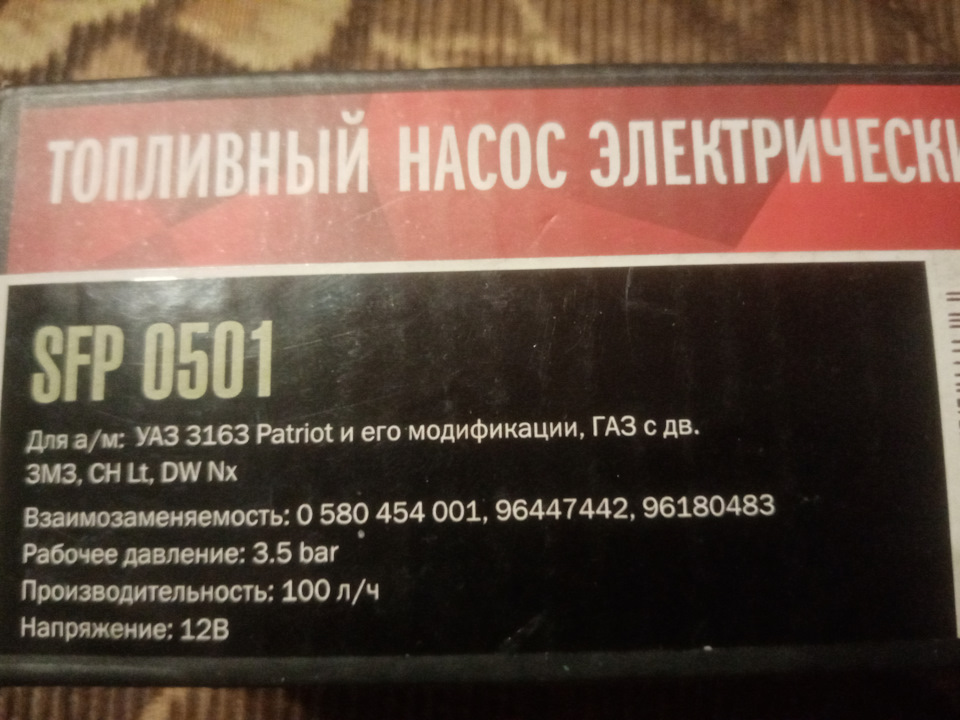 ТОПЛИВНЫЙ НАСОС
SFP 0501
Для а/м: УАЗ 3163 Patriot и его модификации, ГАЗ с дв.
ЗМЗ, CH Lt, DW Nx
Взаимозаменяемость: 0 580 454 001, 96447442, 96180483
Рабочее давление: 3.5 bar
Производительность: 100 л/ч
Напряжение: 12В